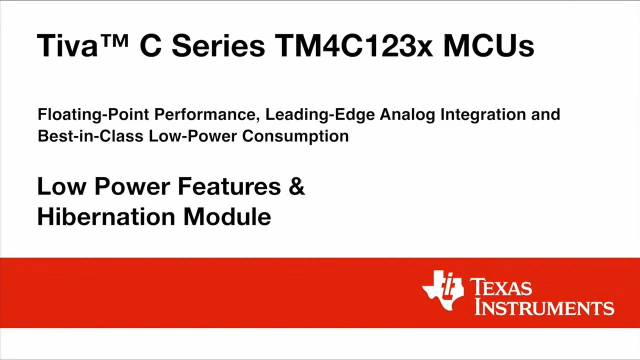 Tiva™ C Series TM4C123x MCUs
Floating-Point Performance, Leading-Edge Analog Integration and
Best-in-Class Low-Power Consumption
Low Power Features &
Hibernation Module
TEXAS
INSTRUMENTS